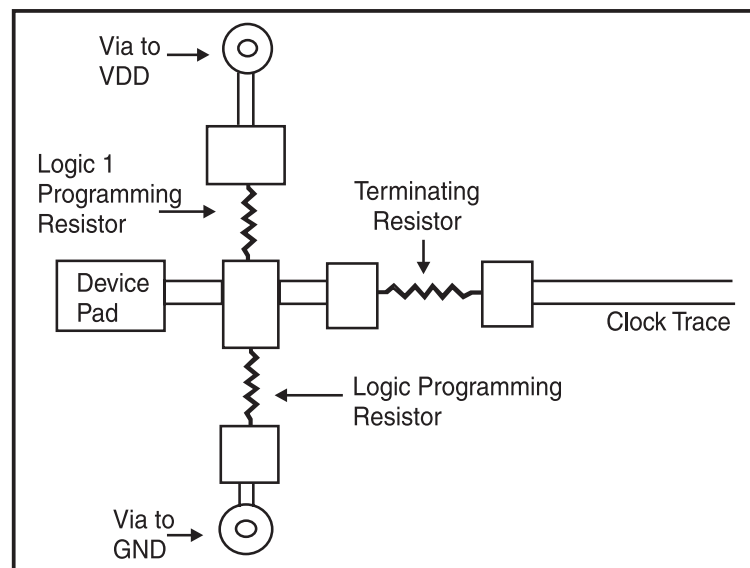 Via to
VDD
Logic 1
Programming
Resistor
Terminating
Resistor
Device
Pad
Clock Trace
Logic Programming
Resistor
Via to
GND